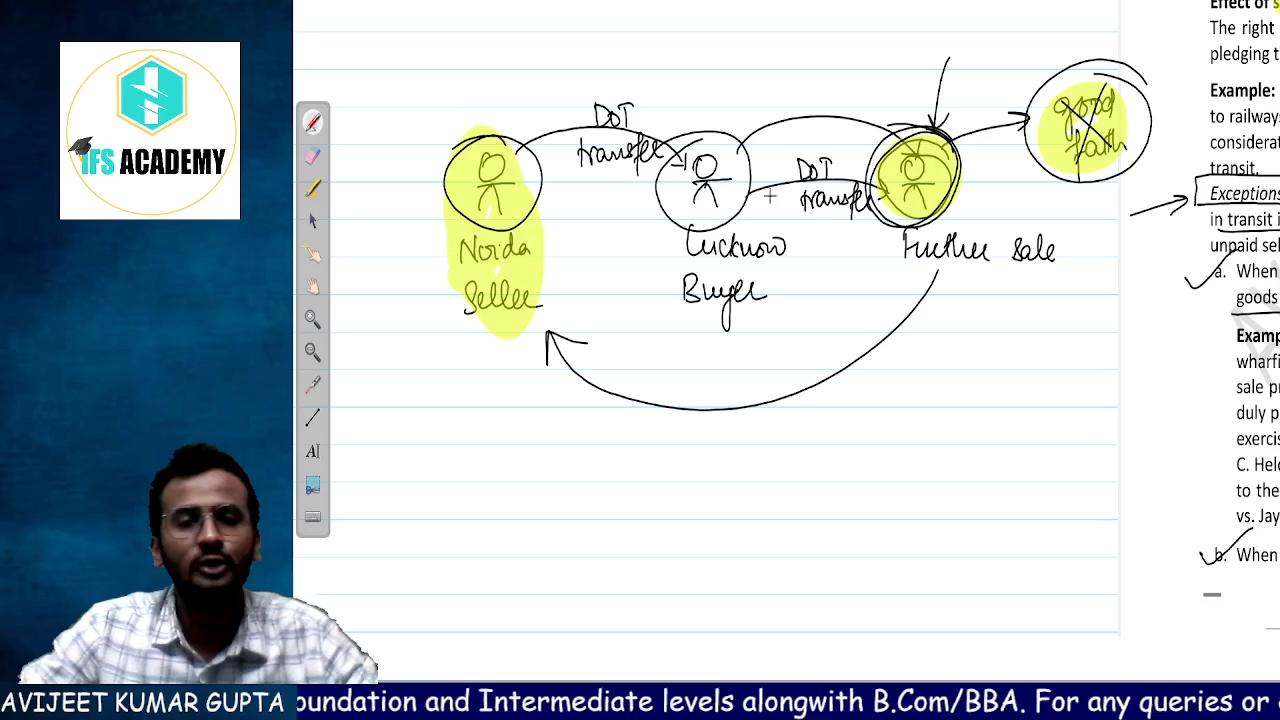 IFS ACADEMY
DOT
transfer
DOT
transfer
good
faith
Noida
Seller
Lucknow
Buyer
Further sale
Effect of s
The right
pledging t
Example:
to railways
considerat
transit.
Exceptions
in transit i
unpaid sel
a. When
goods
Examp
wharfi
sale pr
duly p
exercis
C. Held
to the
vs. Jay
b. When
AI
AVIJEET KUMAR GUPTA
oundation and Intermediate levels alongwith B.Com/BBA. For any queries or